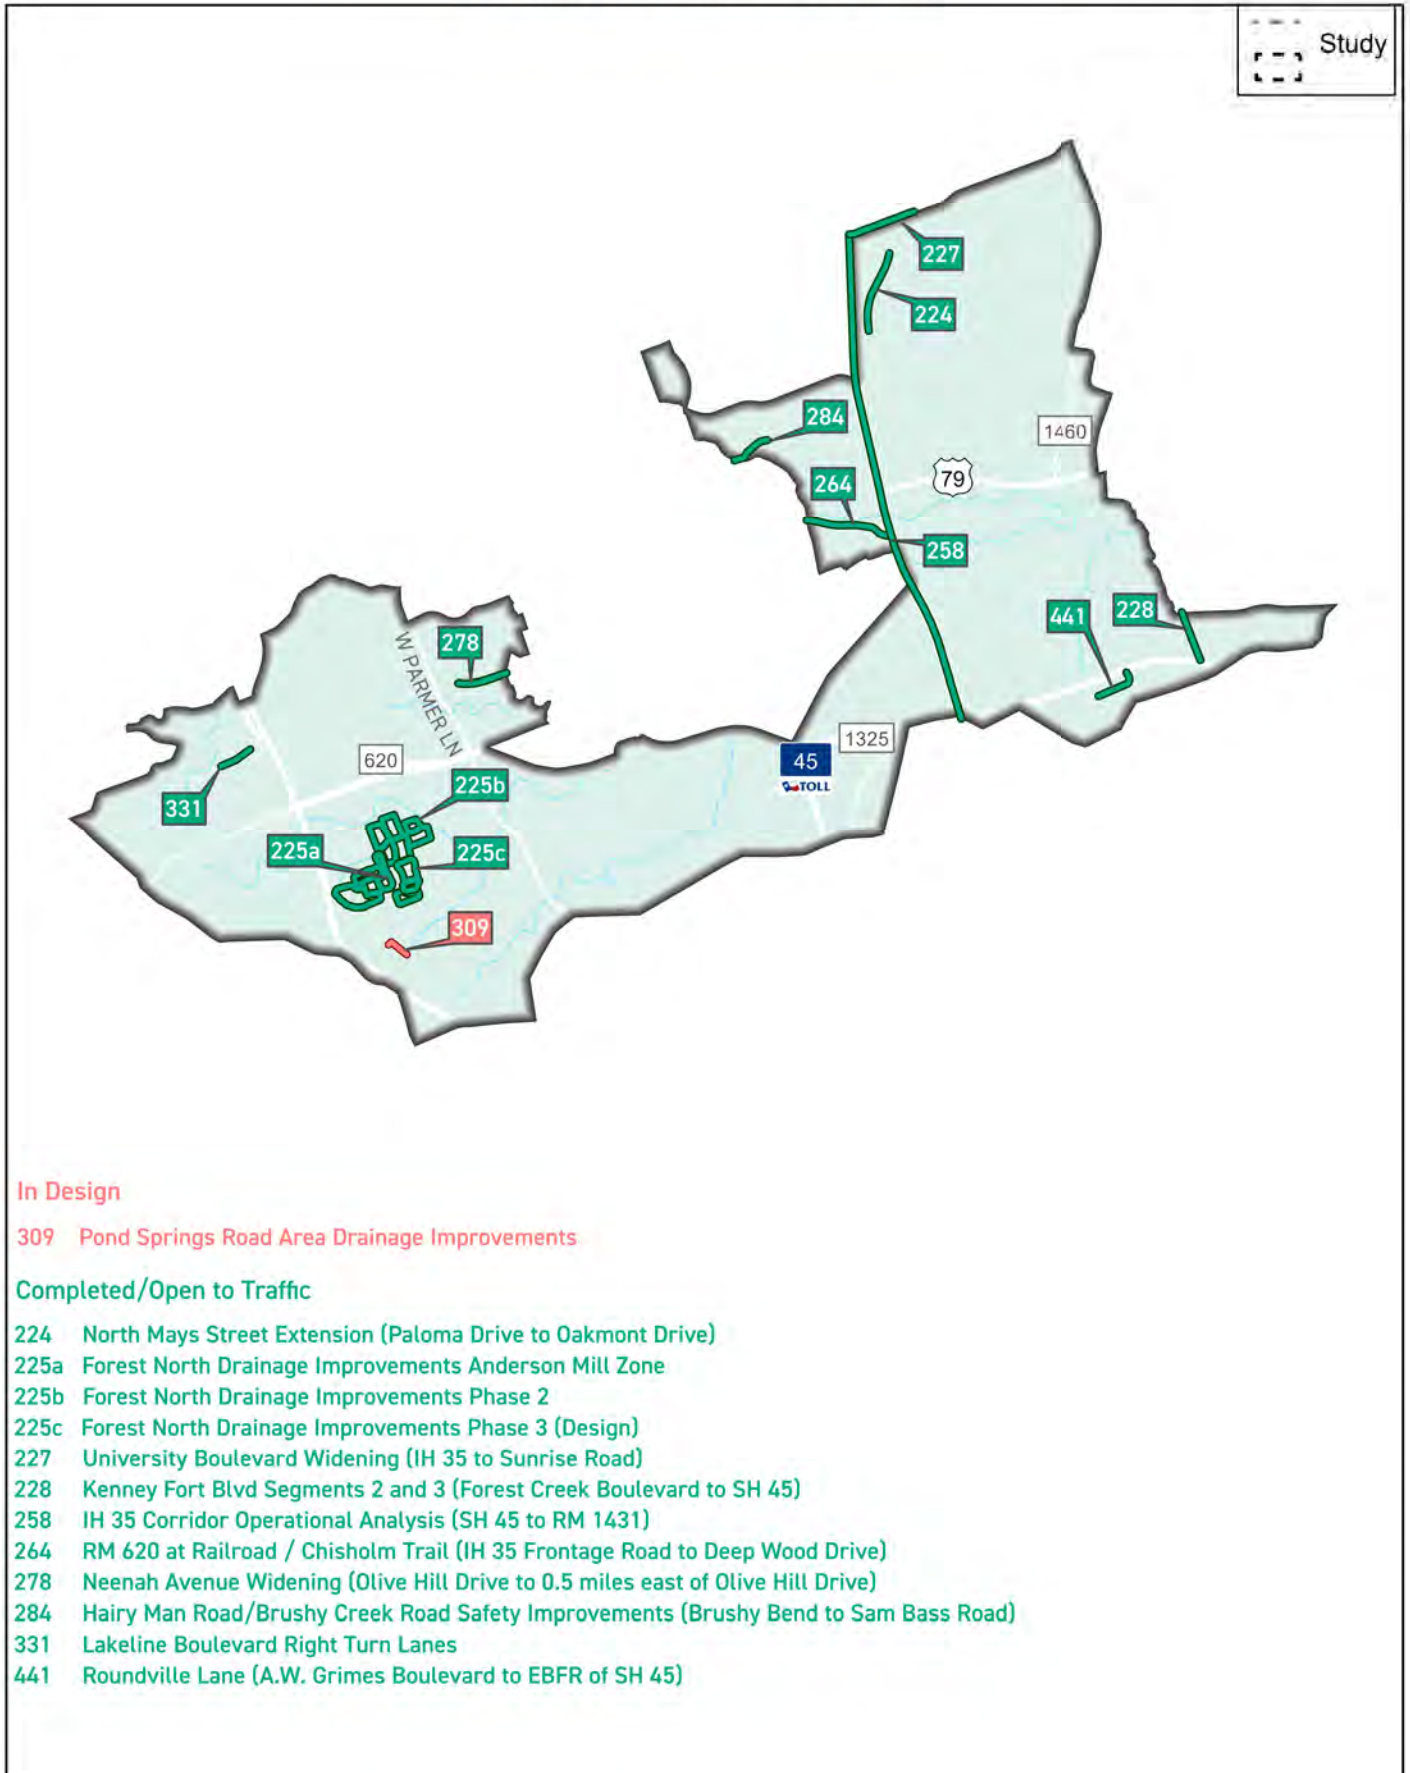 Study
227
224
284
1460
79
264
258
441
228
278
W PARMER LN
1325
45
TOLL
620
225b
331
225a
225c
309
In Design
309 Pond Springs Road Area Drainage Improvements
Completed/Open to Traffic
224 North Mays Street Extension (Paloma Drive to Oakmont Drive)
225a Forest North Drainage Improvements Anderson Mill Zone
225b Forest North Drainage Improvements Phase 2
225c Forest North Drainage Improvements Phase 3 (Design)
227 University Boulevard Widening (IH 35 to Sunrise Road)
228 Kenney Fort Blvd Segments 2 and 3 (Forest Creek Boulevard to SH 45)
258 IH 35 Corridor Operational Analysis (SH 45 to RM 1431)
264 RM 620 at Railroad / Chisholm Trail (IH 35 Frontage Road to Deep Wood Drive)
278 Neenah Avenue Widening (Olive Hill Drive to 0.5 miles east of Olive Hill Drive)
284 Hairy Man Road/Brushy Creek Road Safety Improvements (Brushy Bend to Sam Bass Road)
331 Lakeline Boulevard Right Turn Lanes
441 Roundville Lane (A.W. Grimes Boulevard to EBFR of SH 45)